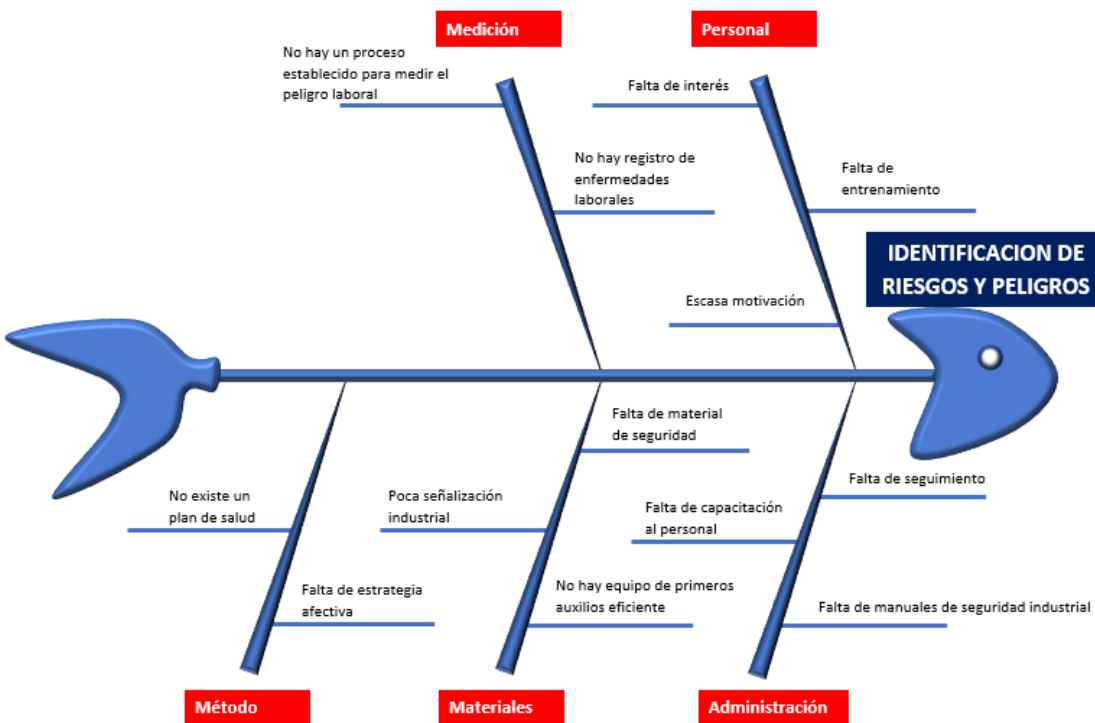 Medición
Personal
No hay un proceso
establecido para medir el
peligro laboral
Falta de interés
No hay registro de
enfermedades
laborales
Falta de
entrenamiento
IDENTIFICACION DE
RIESGOS Y PELIGROS
Escasa motivación
Falta de material
de seguridad
No existe un
plan de salud
Poca señalización
industrial
Falta de capacitación
al personal
Falta de seguimiento
Falta de estrategia
afectiva
No hay equipo de primeros
auxilios eficiente
Falta de manuales de seguridad industrial
Método
Materiales
Administración